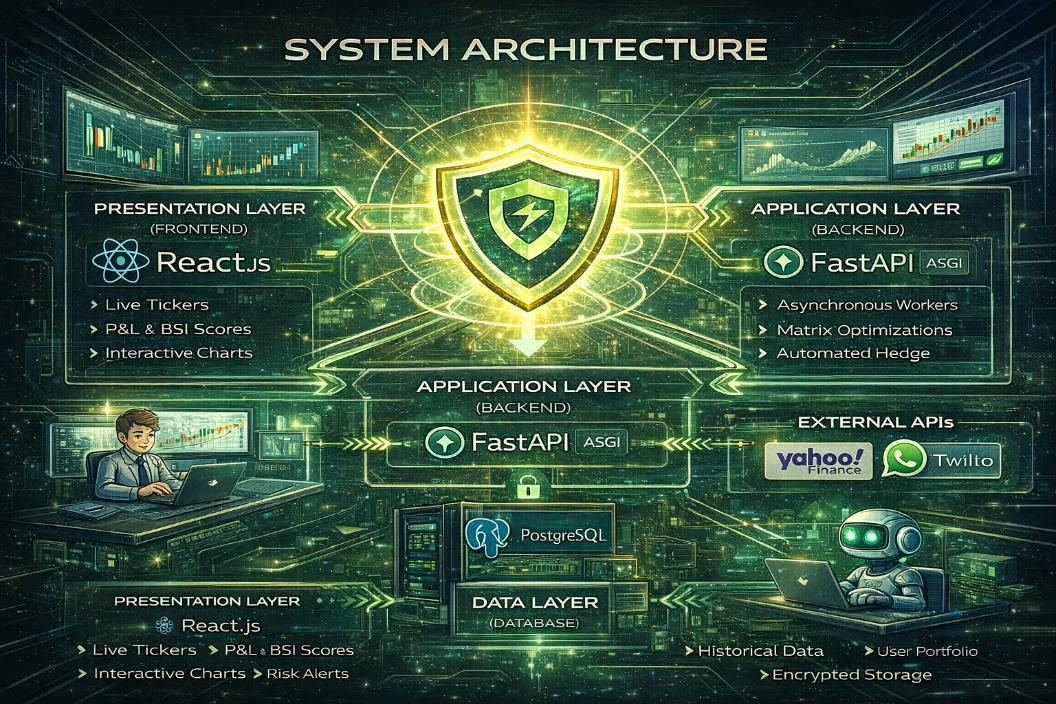 SYSTEM ARCHITECTURE
PRESENTATION LAYER
(FRONTEND)
ReactJS
> Live Tickers
> P&L & BSI Scores
> Interactive Charts
APPLICATION LAYER
(BACKEND)
FastAPI ASGI
> Asynchronous Workers
> Matrix Optimizations
> Automated Hedge
APPLICATION LAYER
(BACKEND)
FastAPI ASGI
EXTERNAL APIs
yahoo! Finance
Twilto
PostgreSQL
DATA LAYER
(DATABASE)
PRESENTATION LAYER
React.js
> Live Tickers > P&L & BSI Scores
> Interactive Charts > Risk Alerts
> Historical Data > User Portfólio
> Encrypted Storage